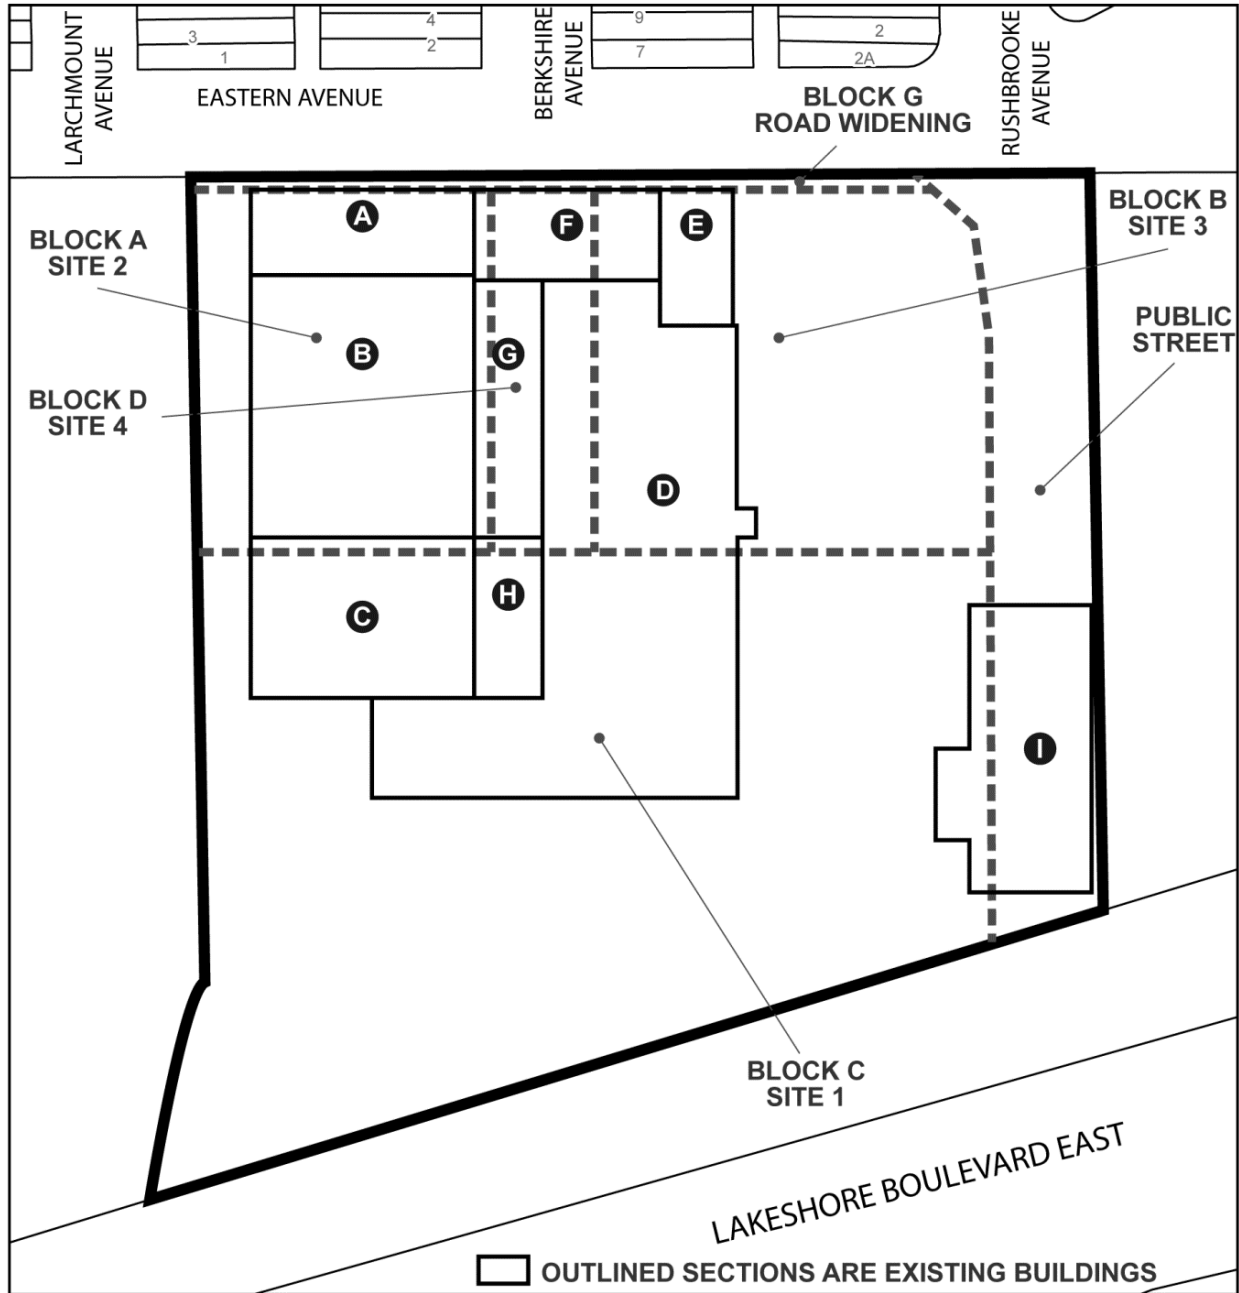 LARCHMOUNT
AVENUE
3
1
4
2
BERKSHIRE
AVENUE
9
7
2
2A
RUSHBROOKE
AVENUE
EASTERN AVENUE
BLOCK G
ROAD WIDENING
BLOCK A
SITE 2
A
F
E
BLOCK B
SITE 3
B
G
PUBLIC
STREET
BLOCK D
SITE 4
D
C
H
I
BLOCK C
SITE 1
LAKESHORE BOULEVARD EAST
OUTLINED SECTIONS ARE EXISTING BUILDINGS